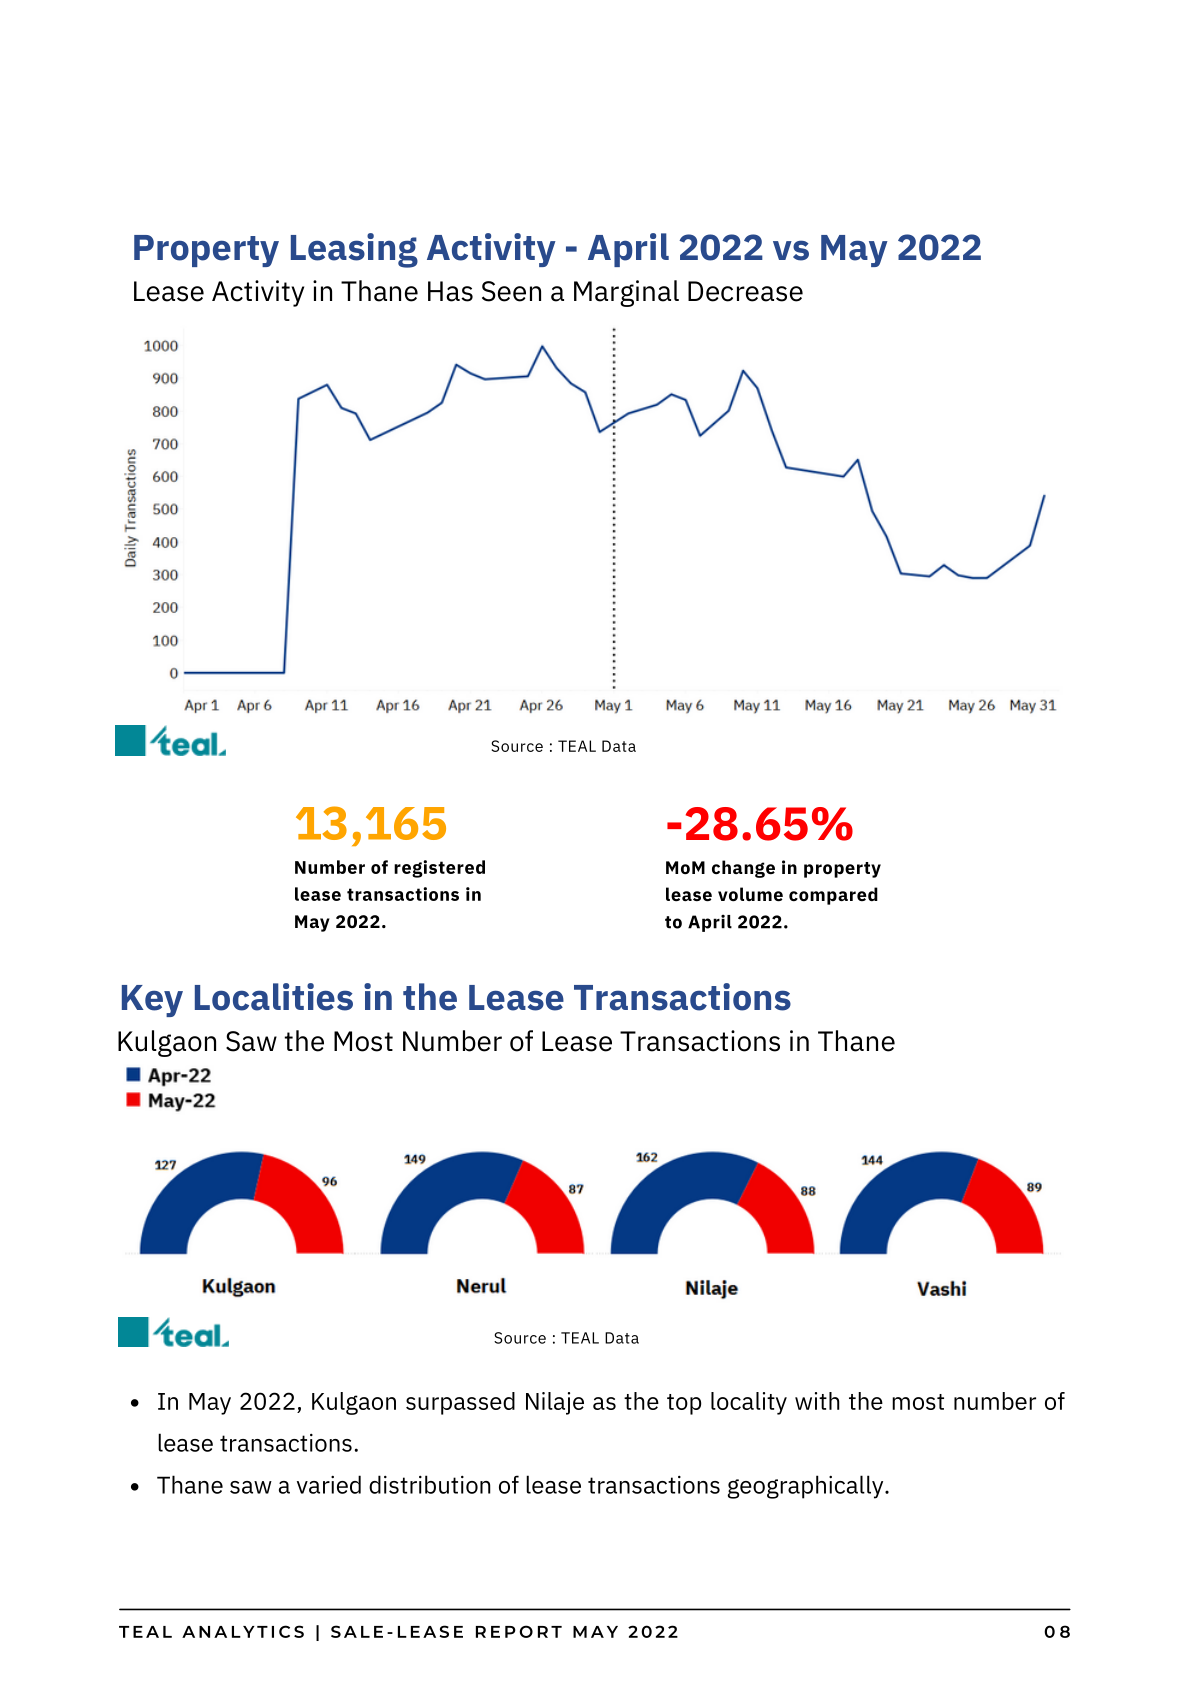 Property Leasing Activity - April 2022 vs May 2022
Lease Activity in Thane Has Seen a Marginal Decrease
Daily Transactions
1000
900
800
700
600
500
400
300
200
100
0
Apr 1 Apr 6 Apr 11 Apr 16 Apr 21 Apr 26 May 1 May 6 May 11 May 16 May 21 May 26 May 31
teal.
Source : TEAL Data
13,165
Number of registered
lease transactions in
May 2022.
-28.65%
MoM change in property
lease volume compared
to April 2022.
Key Localities in the Lease Transactions
Kulgaon Saw the Most Number of Lease Transactions in Thane
Apr-22
May-22
127 96 149 87 162 88 144 89
Kulgaon Nerul Nilaje Vashi
teal.
Source : TEAL Data
• In May 2022, Kulgaon surpassed Nilaje as the top locality with the most number of
lease transactions.
• Thane saw a varied distribution of lease transactions geographically.
TEAL ANALYTICS | SALE-LEASE REPORT MAY 2022 08